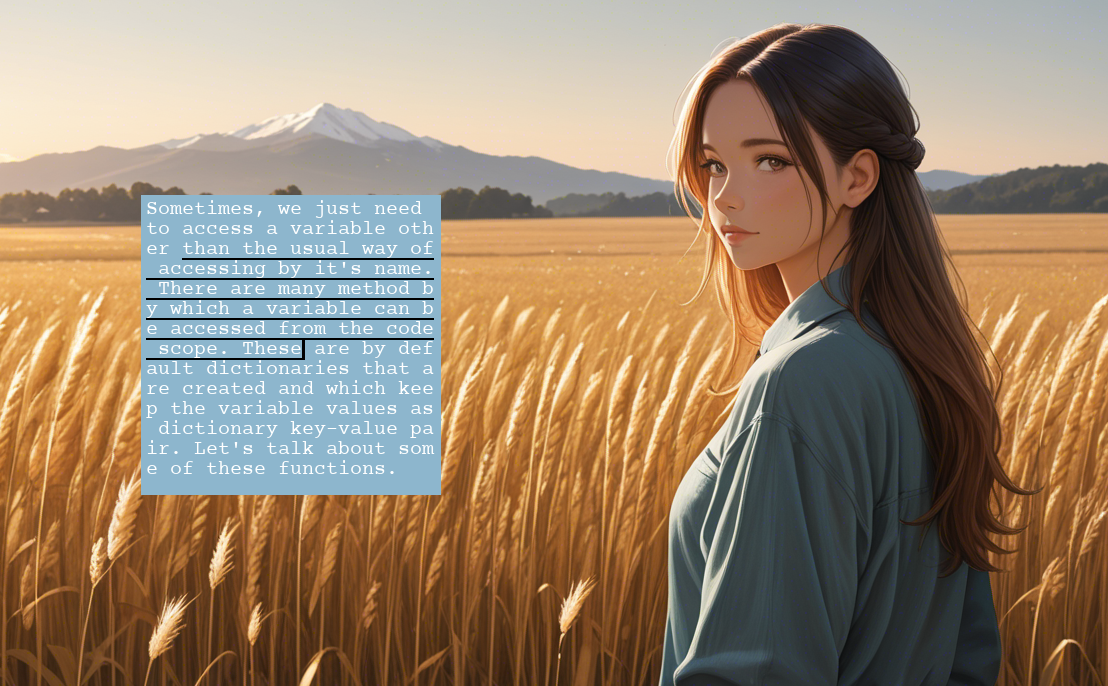 Sometimes, we just need
to access a variable oth
er than the usual way of
 accessing by it's name.
 There are many method b
y which a variable can b
e accessed from the code
 scope. These are by def
ault dictionaries that a
re created and which kee
p the variable values as
 dictionary key-value pa
ir. Let's talk about som
e of these functions.